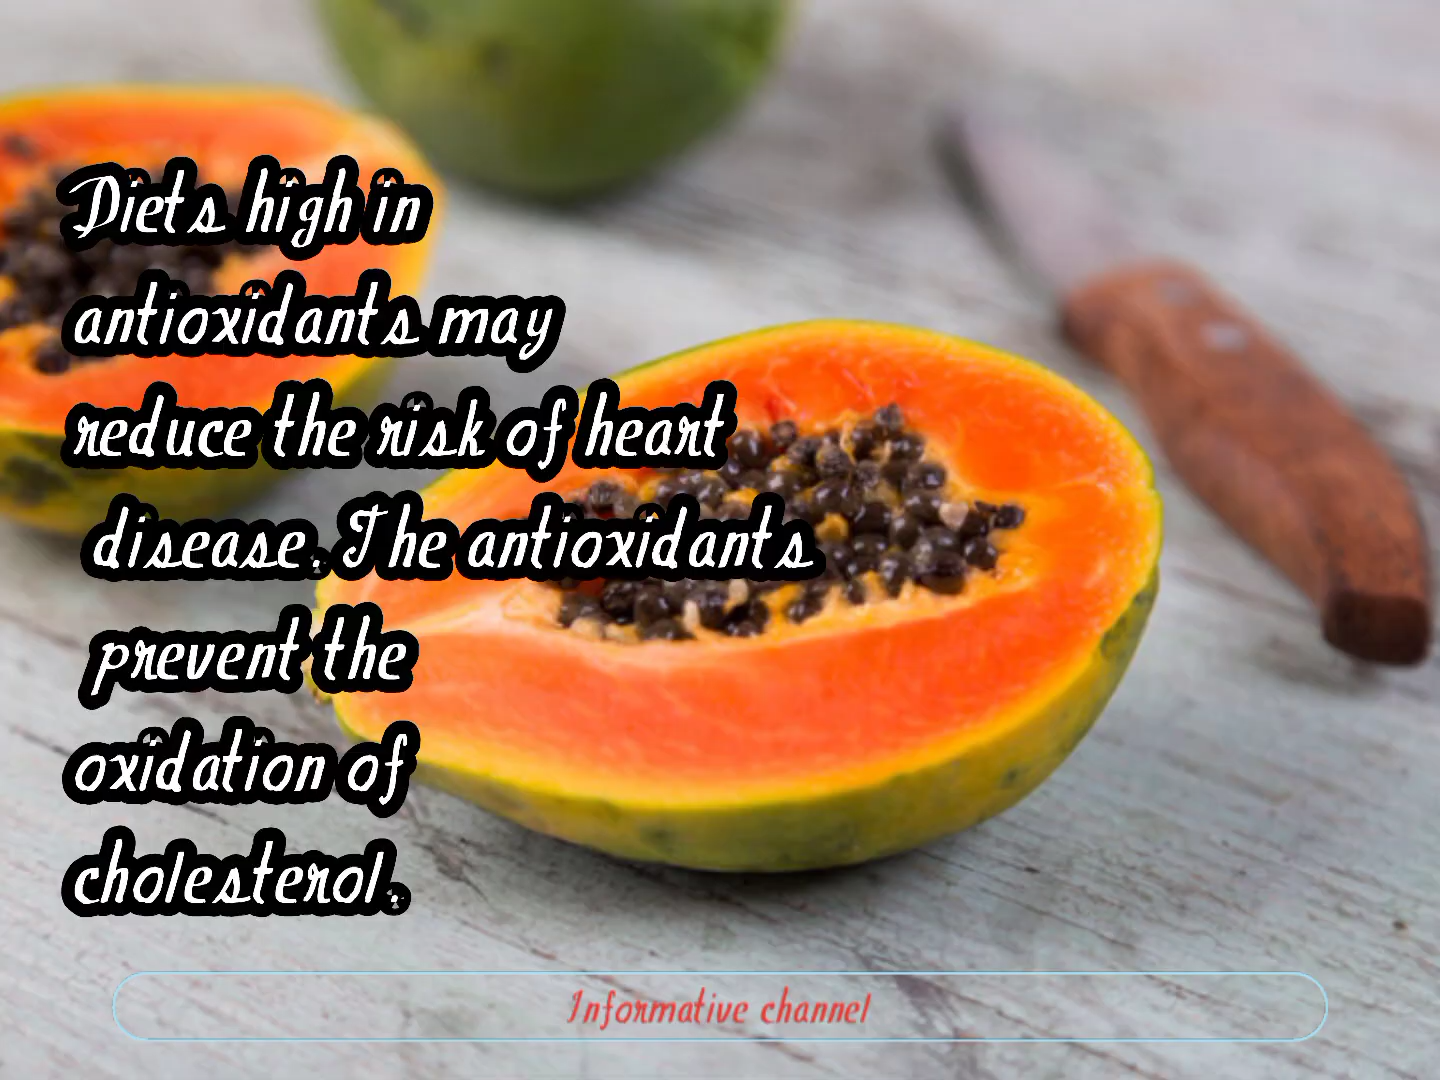 Diets high in
antioxidants may
reduce the risk of heart
disease. The antioxidants
prevent the
oxidation of
cholesterol.
Informative channel